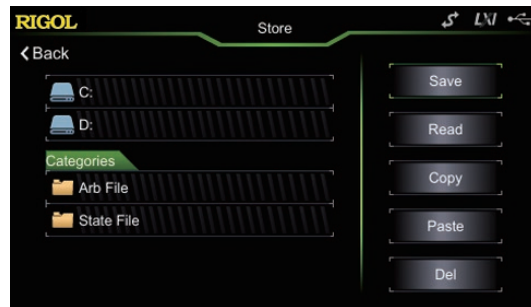 RIGOL
Store
LXI
Back
C:
D:
Categories
Arb File
State File
Save
Read
Copy
Paste
Del